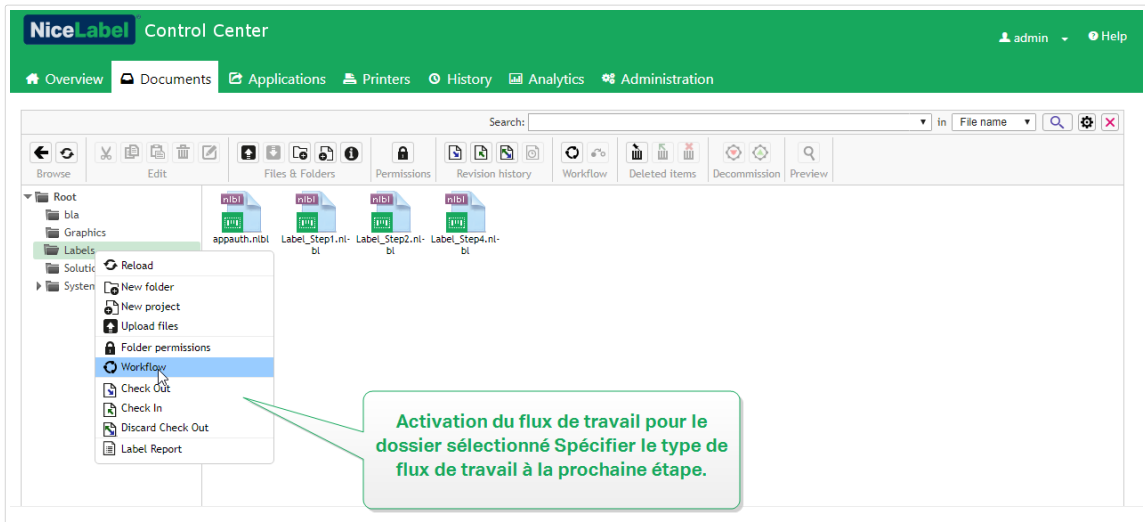 NiceLabel Control Center
admin
Help
Overview Documents Applications Printers History Analytics Administration
Search: in File name
Browse Edit Files & Folders Permissions Revision history Workflow Deleted items Decommission Preview
Root
bla
Graphics
Labels
Solutio
System
nlbl nlbl nlbl nlbl
appauth.nlbl Label_Step1.nl- Label_Step2.nl- Label_Step4.nl-
bl bl bl
Reload
New folder
New project
Upload files
Folder permissions
Workflow
Check Out
Check In
Discard Check Out
Label Report
Activation du flux de travail pour le
dossier sélectionné Spécifier le type de
flux de travail à la prochaine étape.